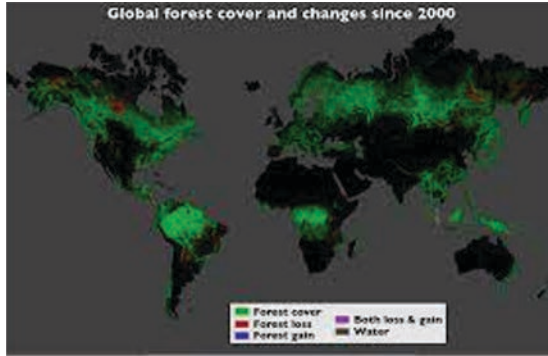 Global forest cover and changes since 2000
Forest cover
Forest loss
Forest gain
Both loss & gain
Water